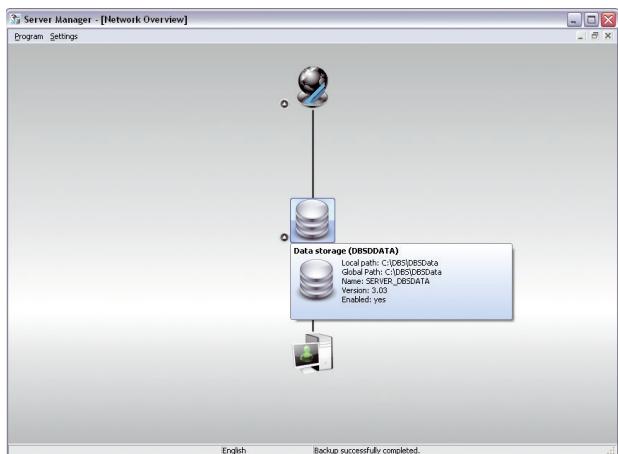 Server Manager - [Network Overview]
Program Settings
Data storage (DBSDDATA)
Local path: C:\DBS\DBSData
Global Path: C:\DBS\DBSData
Name: SERVER_DBSDATA
Version: 3.03
Enabled: yes
English Backup successfully completed.